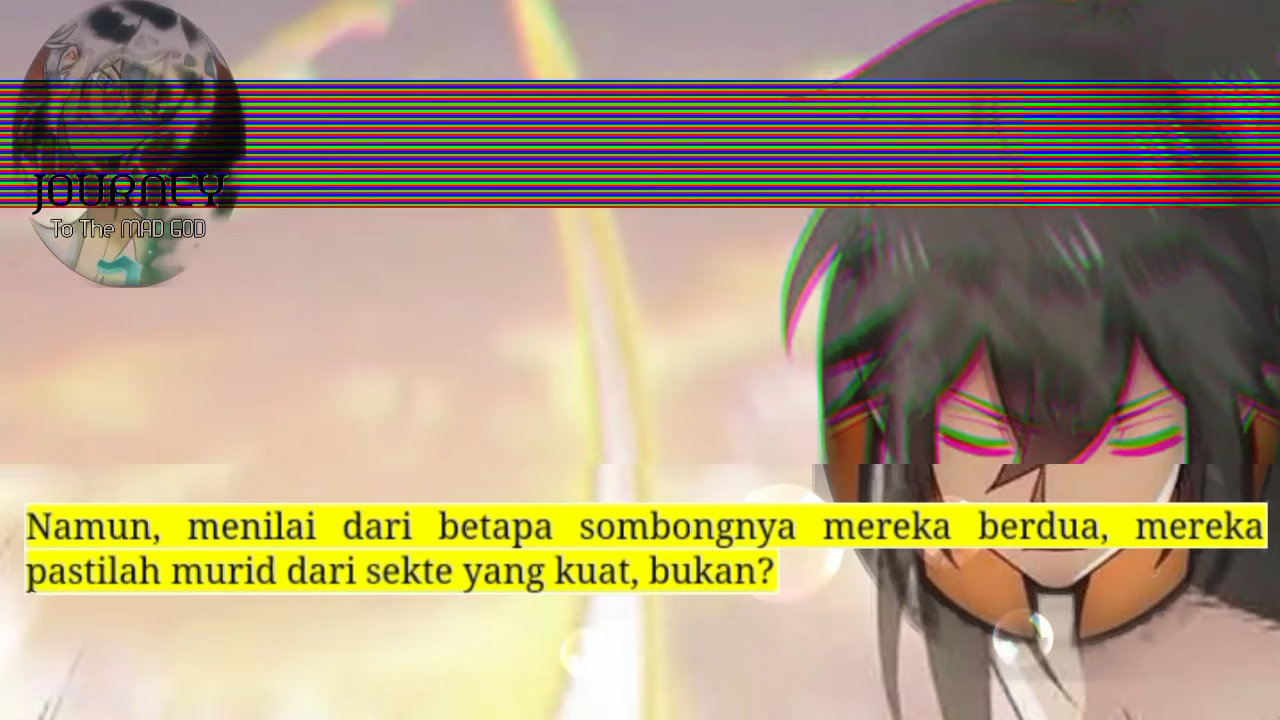 JOURNEY
To The MAD GOD
Namun, menilai dari betapa sombongnya mereka berdua, mereka
pastilah murid dari sekte yang kuat, bukan?